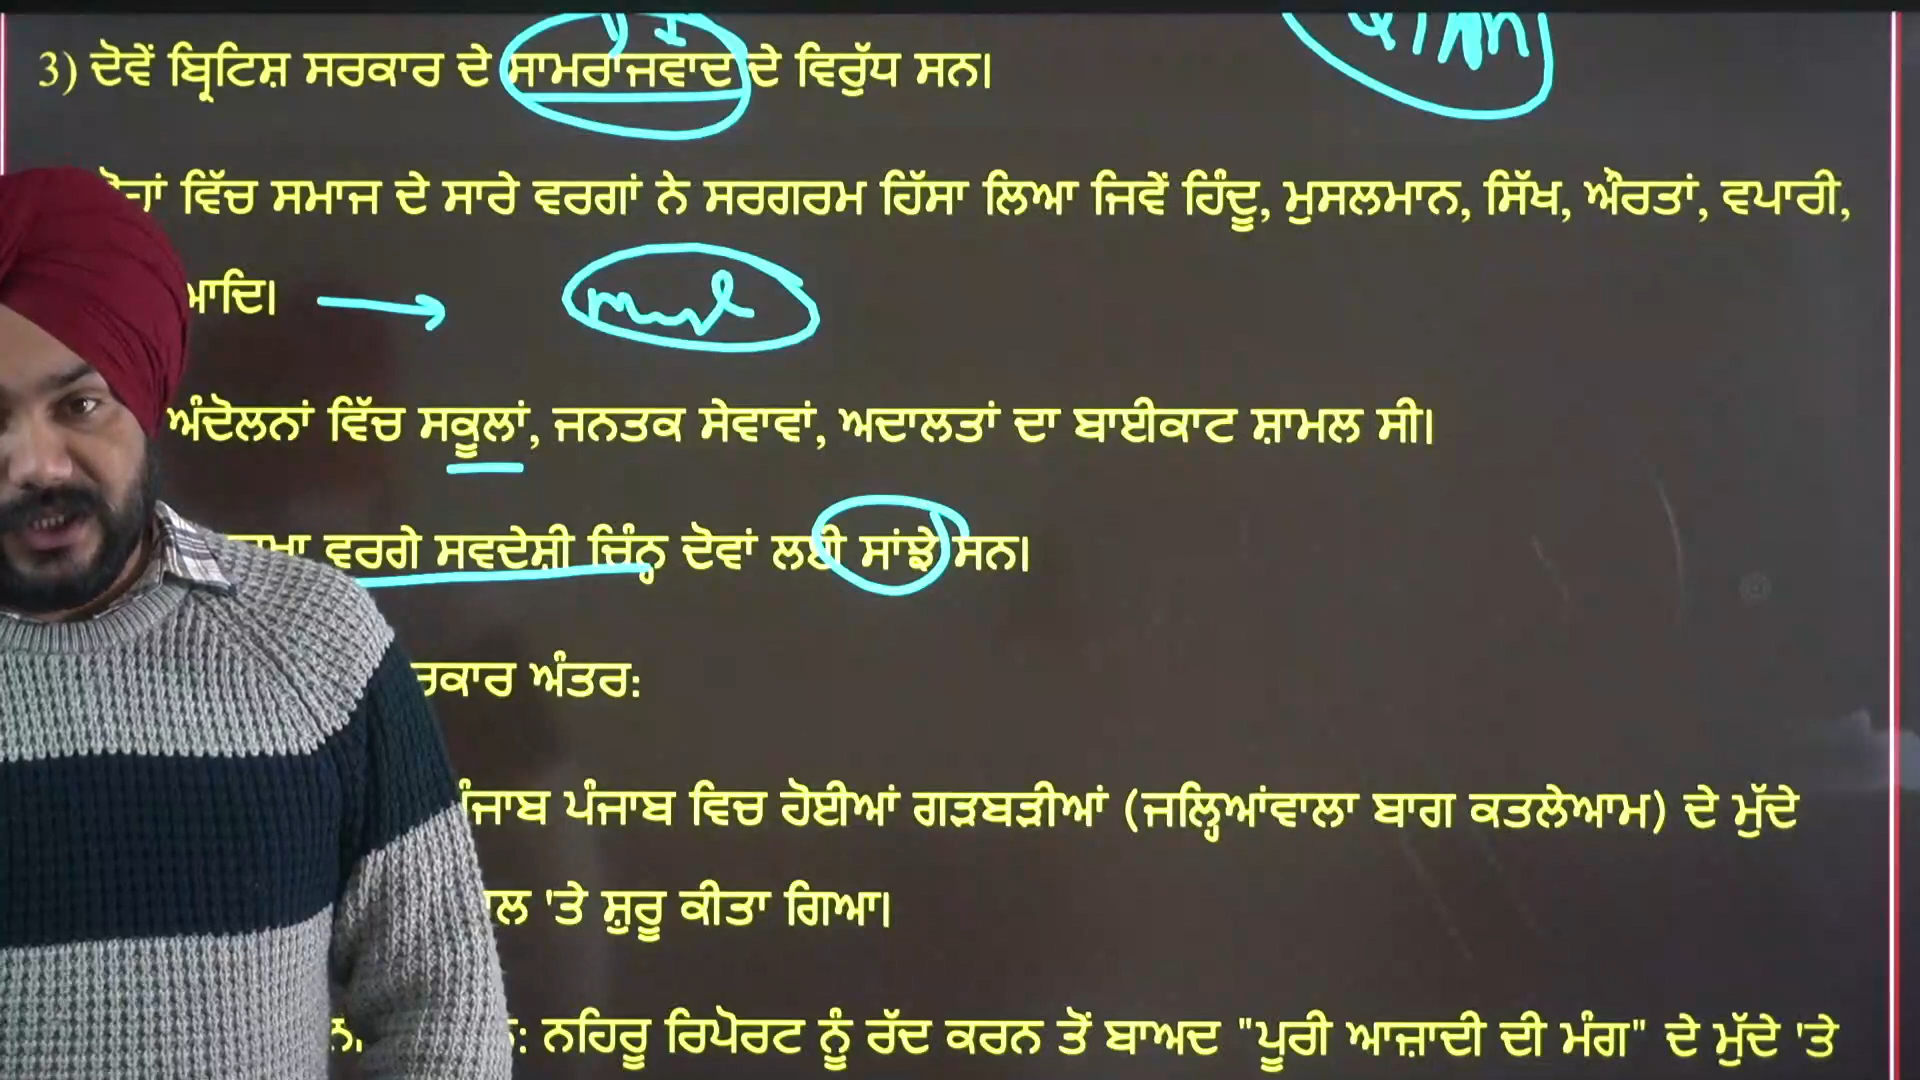 3) ਦੋਵੇਂ ਬ੍ਰਿਟਿਸ਼ ਸਰਕਾਰ ਦੇ ਸਾਮਰਾਜਵਾਦ ਦੇ ਵਿਰੁੱਧ ਸਨ।
ਵਿੱਚ ਸਮਾਜ ਦੇ ਸਾਰੇ ਵਰਗਾਂ ਨੇ ਸਰਗਰਮ ਹਿੱਸਾ ਲਿਆ ਜਿਵੇਂ ਹਿੰਦੂ, ਮੁਸਲਮਾਨ, ਸਿੱਖ, ਔਰਤਾਂ, ਵਪਾਰੀ,
ਆਦਿ।
ਅੰਦੋਲਨਾਂ ਵਿੱਚ ਸਕੂਲਾਂ, ਜਨਤਕ ਸੇਵਾਵਾਂ, ਅਦਾਲਤਾਂ ਦਾ ਬਾਈਕਾਟ ਸ਼ਾਮਲ ਸੀ।
ਵਰਗੇ ਸਵਦੇਸ਼ੀ ਚਿੰਨ੍ਹ ਦੋਵਾਂ ਲਈ ਸਾਂਝੇ ਸਨ।
ਅੰਤਰ:
ਪੰਜਾਬ ਵਿਚ ਹੋਈਆਂ ਗੜਬੜੀਆਂ (ਜਲ੍ਹਿਆਂਵਾਲਾ ਬਾਗ ਕਤਲੇਆਮ) ਦੇ ਮੁੱਦੇ
'ਤੇ ਸ਼ੁਰੂ ਕੀਤਾ ਗਿਆ।
ਨਹਿਰੂ ਰਿਪੋਰਟ ਨੂੰ ਰੱਦ ਕਰਨ ਤੋਂ ਬਾਅਦ "ਪੂਰੀ ਆਜ਼ਾਦੀ ਦੀ ਮੰਗ" ਦੇ ਮੁੱਦੇ 'ਤੇ